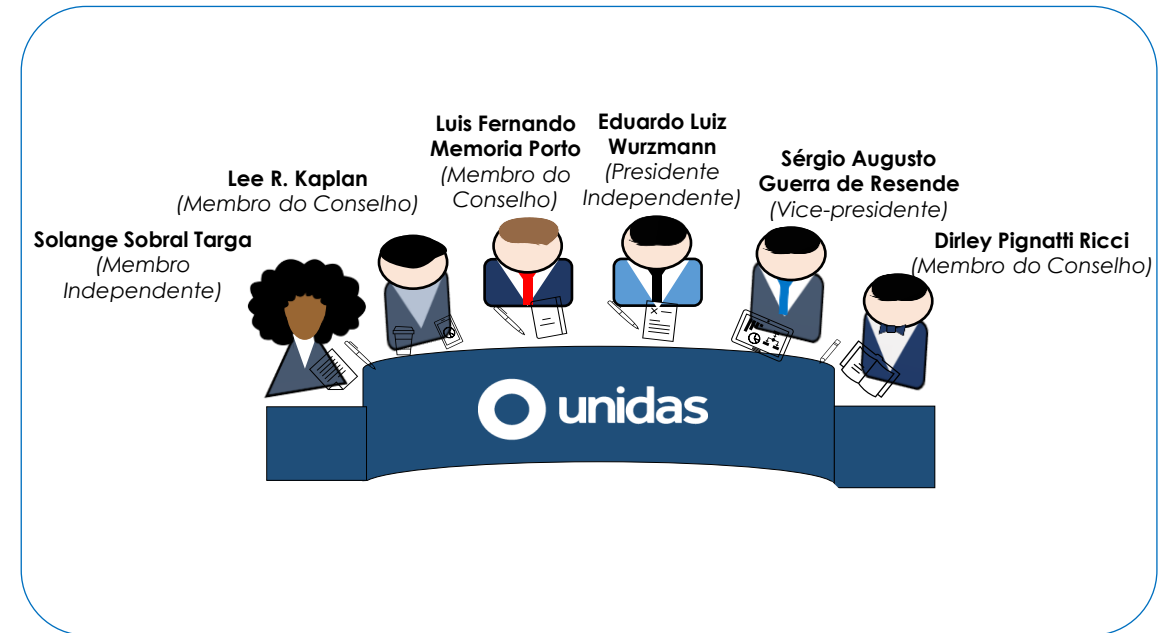 Solange Sobral Targa
(Membro
Independente)
Lee R. Kaplan
(Membro do Conselho)
Luis Fernando
Memoria Porto
(Membro do
Conselho)
Eduardo Luiz
Wurzmann
(Presidente
Independente)
Sérgio Augusto
Guerra de Resende
(Vice-presidente)
Dirley Pignatti Ricci
(Membro do Conselho)
unidas